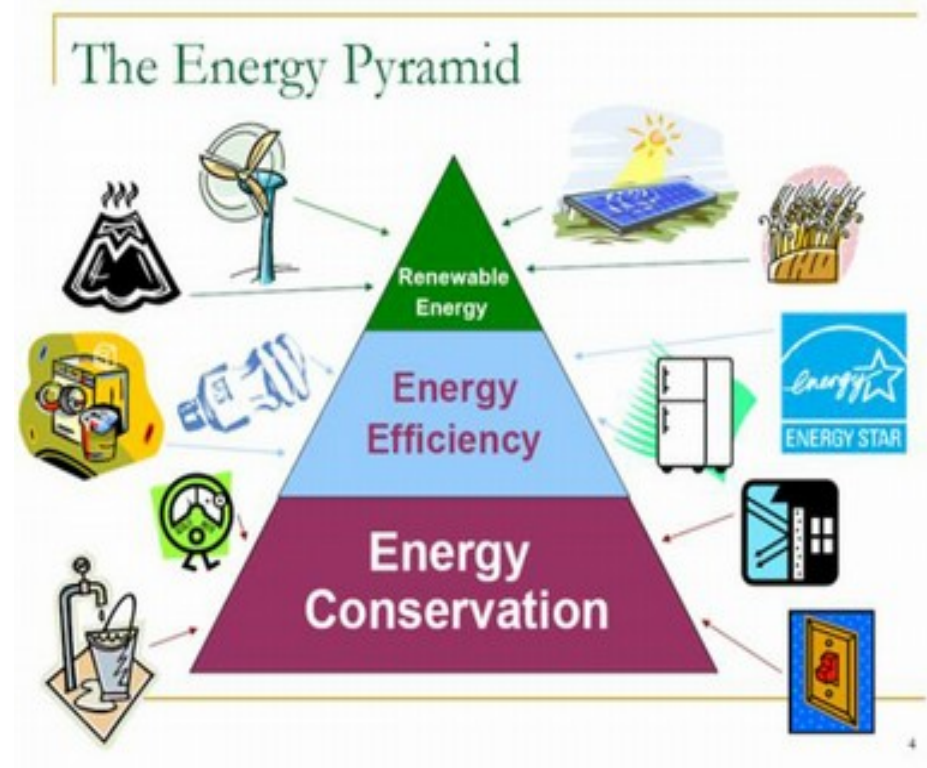 The Energy Pyramid
Renewable
Energy
Energy
Efficiency
energy
ENERGY STAR
Energy
Conservation
4